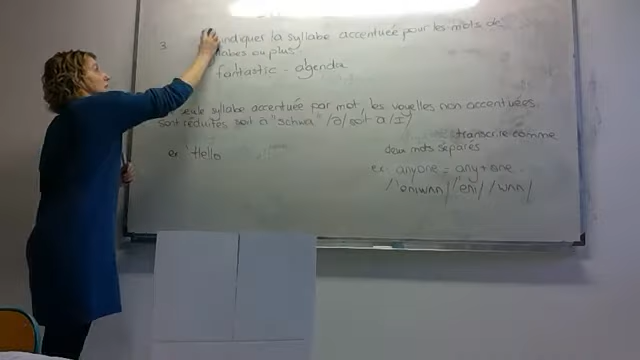 3. indiquer la syllabe accentuée pour les mots de
labes ou plus.
fantastic - agenda
seule syllabe accentuée par mot, les voyelles non accentuées
sont réduites soit à "schwa" /ə/ soit à /ɪ/
ex 'Hello
transcrire comme
deux mots séparés
ex: anyone = any + one
/'eniwʌn/ /'eni/ /wʌn/